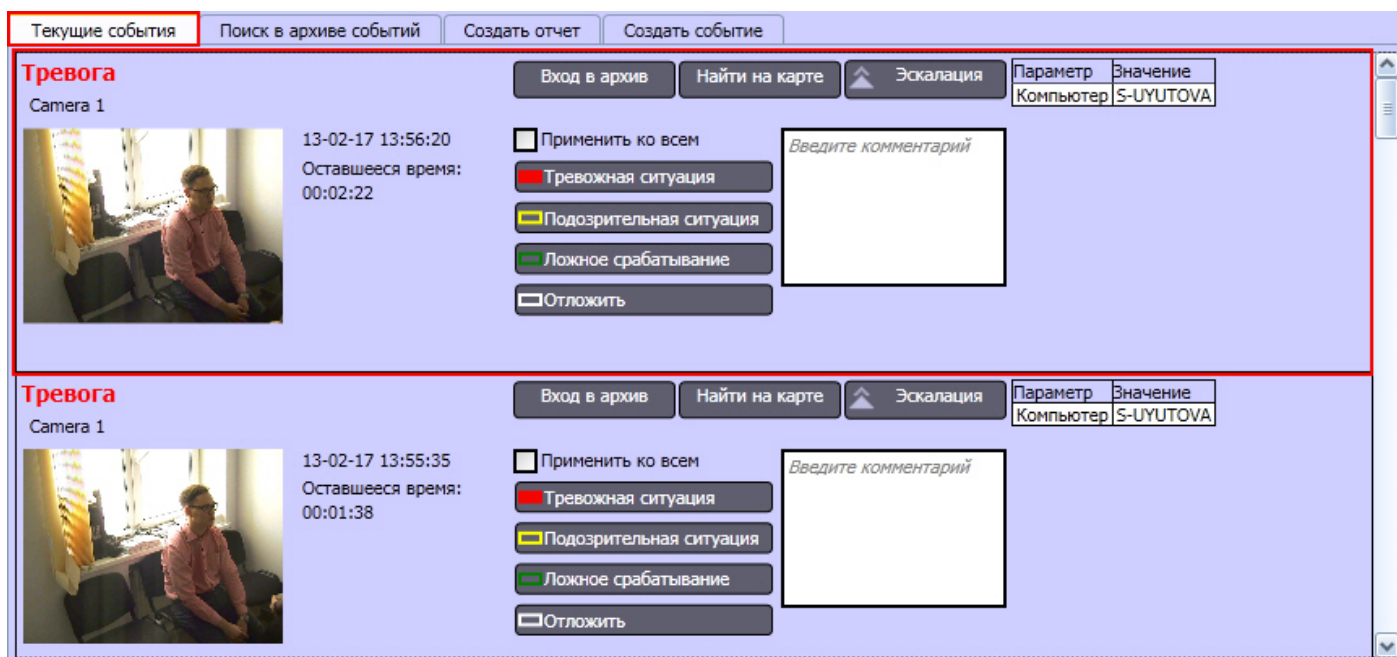 Текущие события Поиск в архиве событий Создать отчет Создать событие
Тревога Вход в архив Найти на карте Эскалация Параметр Значение
Camera 1 Компьютер S-UYUTOVA
13-02-17 13:56:20 Применить ко всем Введите комментарий
Оставшееся время: Тревожная ситуация
00:02:22
Подозрительная ситуация
Ложное срабатывание
Отложить
Тревога Вход в архив Найти на карте Эскалация Параметр Значение
Camera 1 Компьютер S-UYUTOVA
13-02-17 13:55:35 Применить ко всем Введите комментарий
Оставшееся время: Тревожная ситуация
00:01:38
Подозрительная ситуация
Ложное срабатывание
Отложить